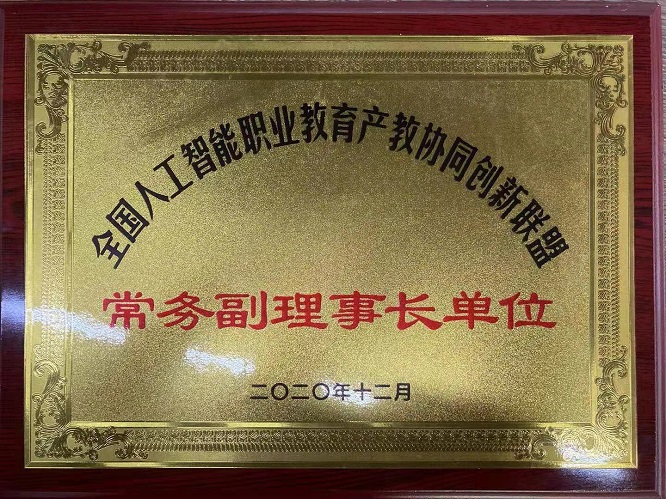 全国人工智能职业教育产教协同创新联盟
常务副理事长单位
二〇二〇年十二月